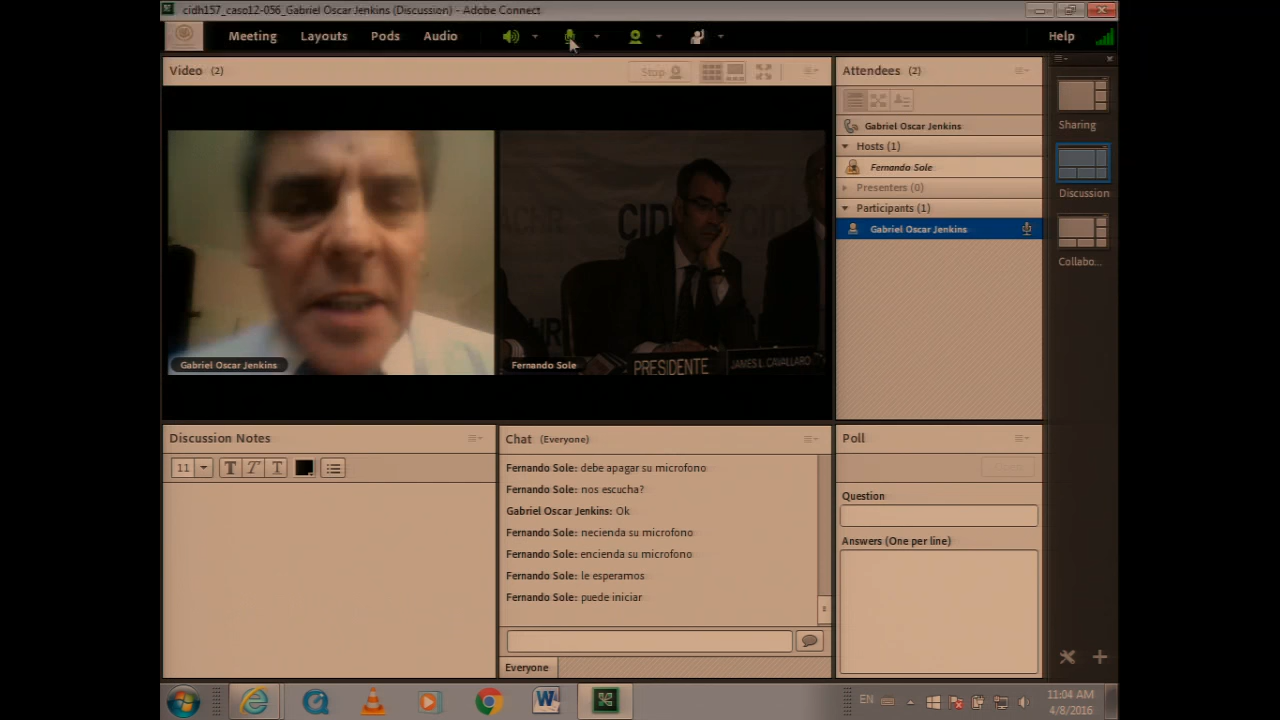 cidh157_caso12-056_Gabriel Oscar Jenkins (Discussion) - Adobe Connect
Meeting Layouts Pods Audio Help
Video (2)
Stop
Attendees (2)
Gabriel Oscar Jenkins
Hosts (1)
Fernando Sole
Presenters (0)
Participants (1)
Gabriel Oscar Jenkins
Sharing
Discussion
Collabo...
CIDH
PRESIDENTE
JAMES L. CAVALLARO
Gabriel Oscar Jenkins
Fernando Sole
Discussion Notes
11
T T T
Chat (Everyone)
Fernando Sole: debe apagar su microfono
Fernando Sole: nos escucha?
Gabriel Oscar Jenkins: Ok
Fernando Sole: necienda su microfono
Fernando Sole: encienda su microfono
Fernando Sole: le esperamos
Fernando Sole: puede iniciar
Everyone
Poll
Question
Answers (One per line)
EN
11:04 AM
4/8/2016